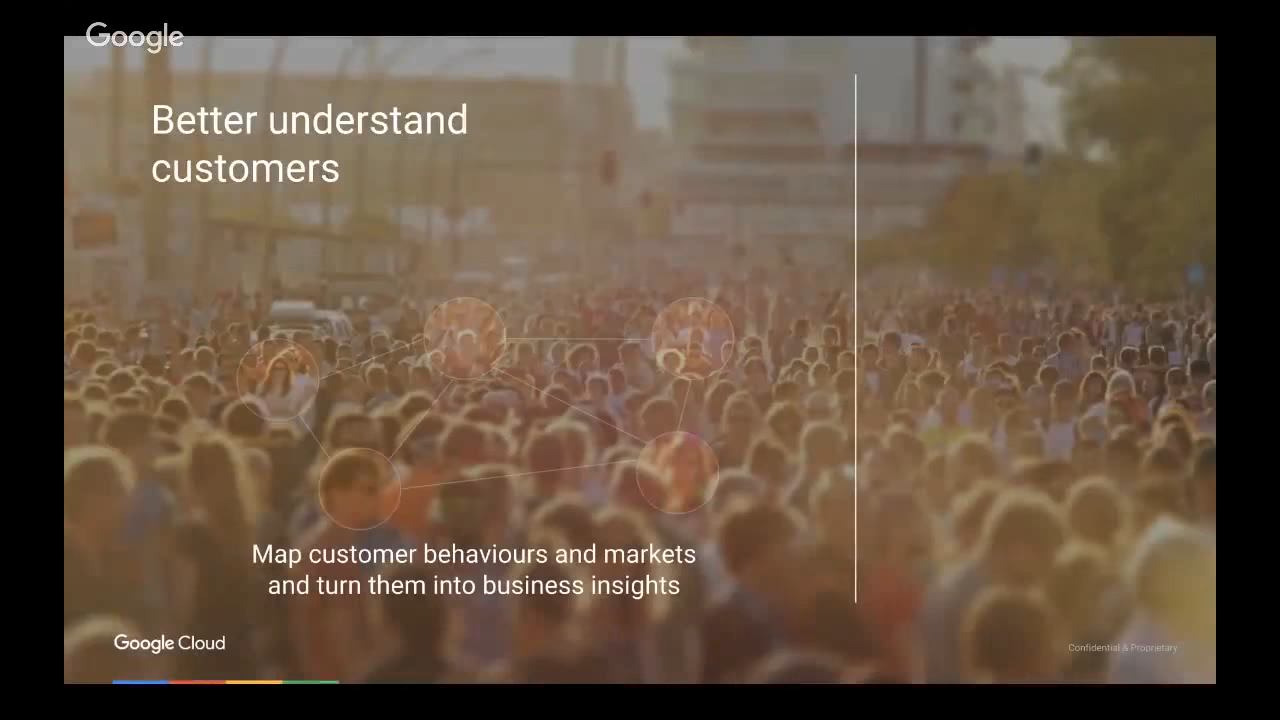 Google
Better understand
customers
Map customer behaviours and markets
and turn them into business insights
Google Cloud
Confidential & Proprietary